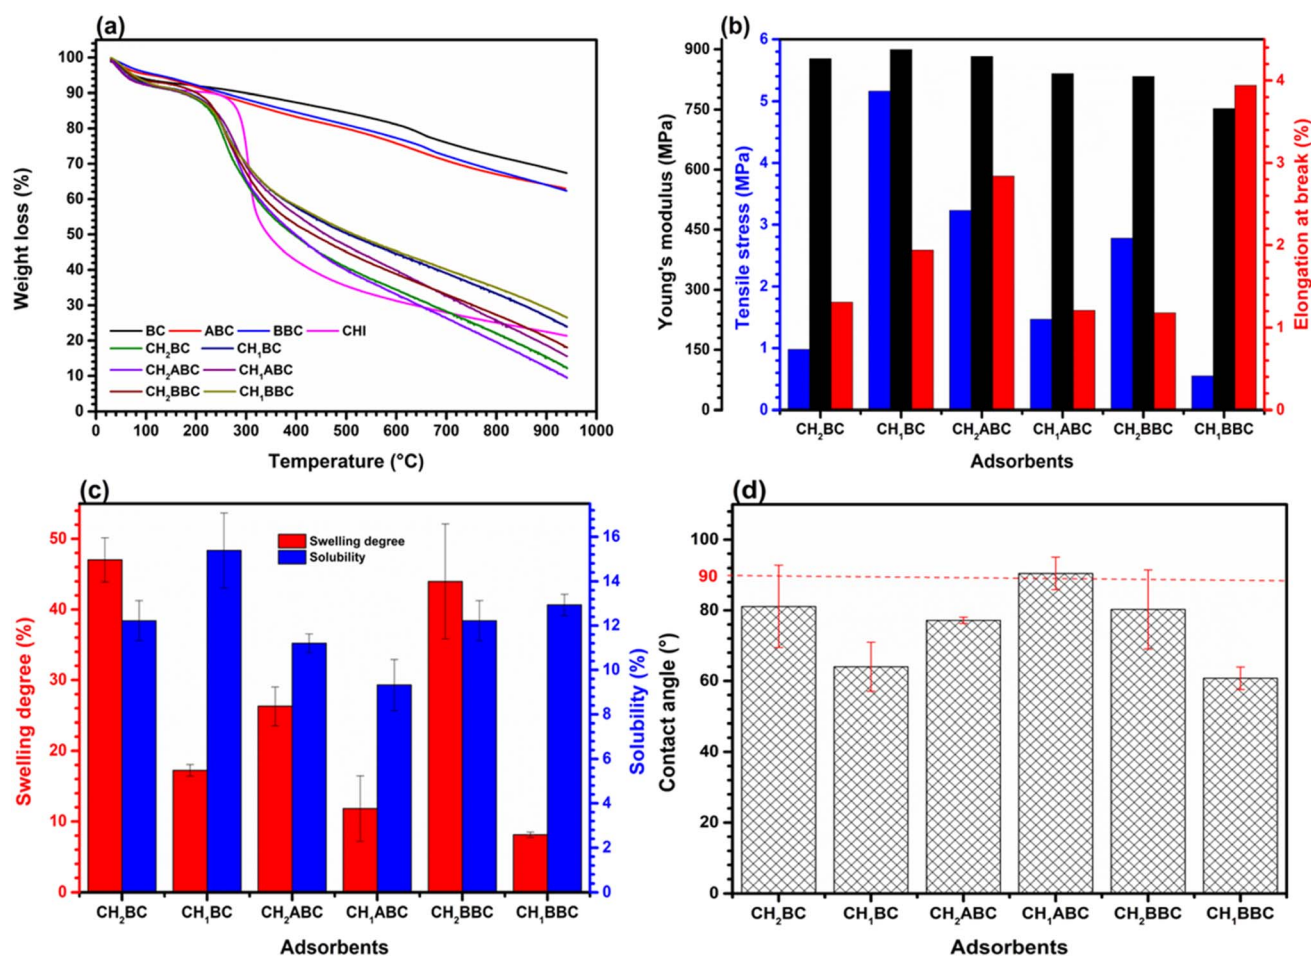 (a)
100
90
80
70
60
50
40
30
20
10
0
Weight loss (%)
BC ABC BBC CHI
CH₂BC CH₁BC
CH₂ABC CH₁ABC
CH₂BBC CH₁BBC
0 100 200 300 400 500 600 700 800 900 1000
Temperature (°C)
(b)
900
750
600
450
300
150
0
Young's modulus (MPa)
6
5
4
3
2
1
0
Tensile stress (MPa)
4
3
2
1
0
Elongation at break (%)
CH₂BC CH₁BC CH₂ABC CH₁ABC CH₂BBC CH₁BBC
Adsorbents
(c)
50
40
30
20
10
0
Swelling degree (%)
Swelling degree
Solubility
16
14
12
10
8
6
4
2
0
Solubility (%)
CH₂BC CH₁BC CH₂ABC CH₁ABC CH₂BBC CH₁BBC
Adsorbents
(d)
100
90
80
60
40
20
0
Contact angle (°)
CH₂BC CH₁BC CH₂ABC CH₁ABC CH₂BBC CH₁BBC
Adsorbents